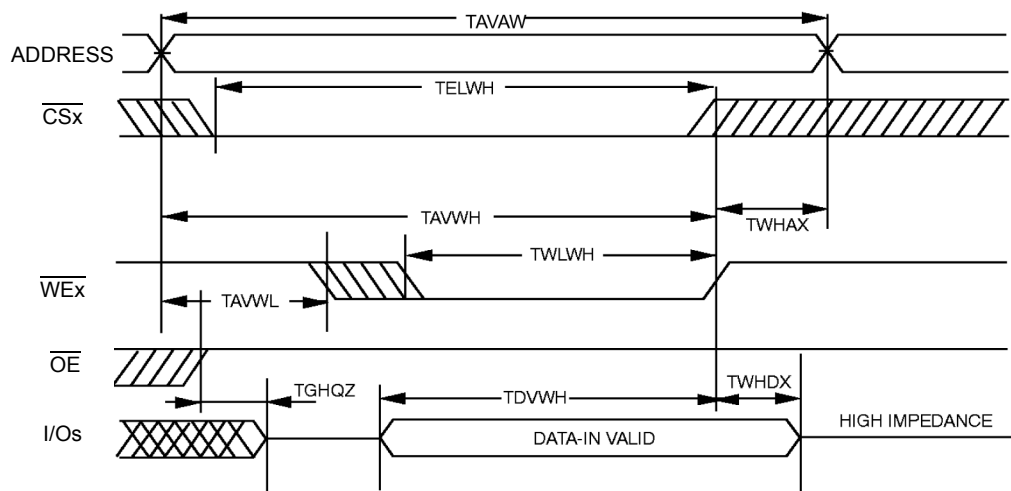 TAVAW
ADDRESS
TELWH
CSx
TAVWH
TWHAX
TWLWH
WEx
TAVWL
OE
TGHQZ
TDVWH
TWHDX
I/Os
DATA-IN VALID
HIGH IMPEDANCE